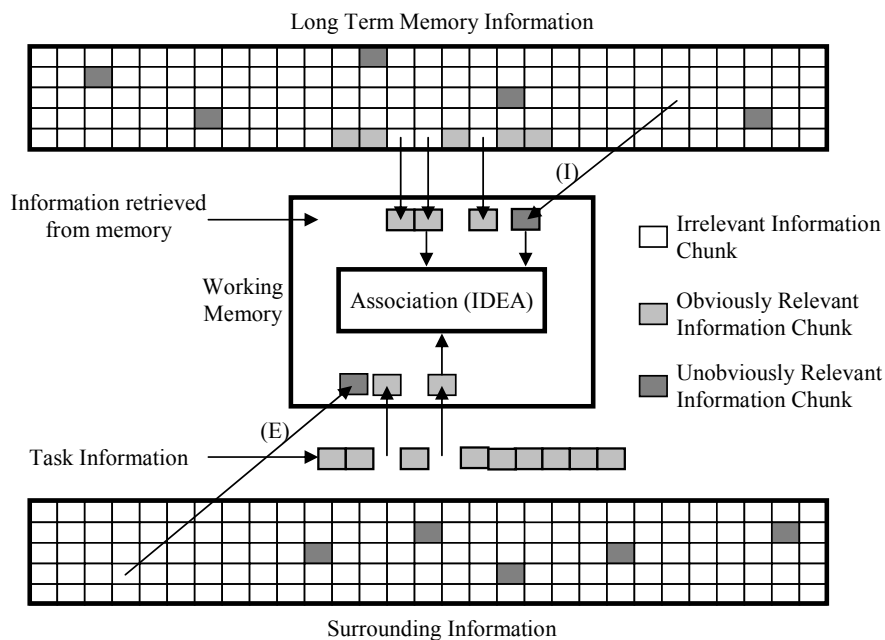 Long Term Memory Information
(I)
Information retrieved
from memory
Irrelevant Information
Chunk
Working
Memory
Association (IDEA)
Obviously Relevant
Information Chunk
Unobviously Relevant
Information Chunk
(E)
Task Information
Surrounding Information